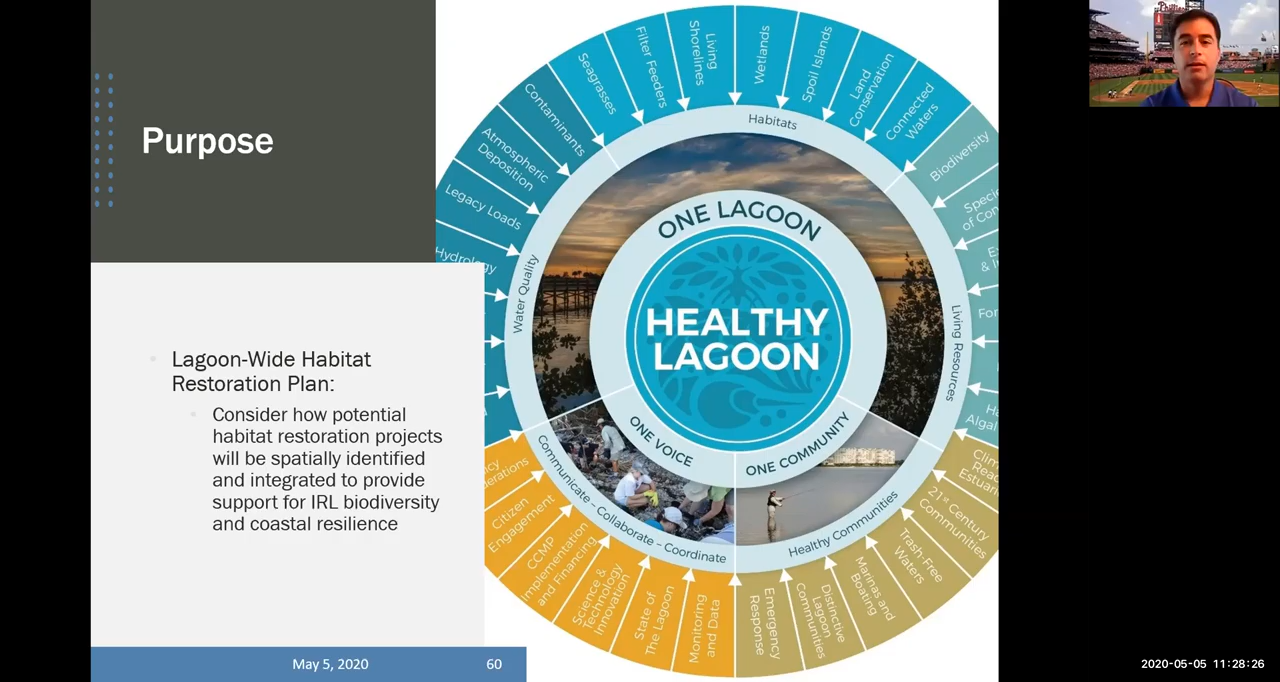 Purpose
Lagoon-Wide Habitat
Restoration Plan:
Consider how potential
habitat restoration projects
will be spatially identified
and integrated to provide
support for IRL biodiversity
and coastal resilience
May 5, 2020
60
ONE LAGOON
HEALTHY
LAGOON
ONE VOICE
ONE COMMUNITY
Habitats
Living Resources
Healthy Communities
Communicate – Collaborate – Coordinate
Water Quality
Hydrology
Legacy Loads
Atmospheric
Deposition
Contaminants
Seagrasses
Filter Feeders
Living
Shorelines
Wetlands
Spoil Islands
Land
Conservation
Connected
Waters
Biodiversity
21st Century
Communities
Trash-Free
Waters
Marinas and
Boating
Distinctive
Lagoon
Communities
Emergency
Response
Monitoring
and Data
State of
The Lagoon
Science &
Technology
Innovation
CCMP
Implementation
and Financing
Citizen
Engagement
Phillies
2020-05-05 11:28:26